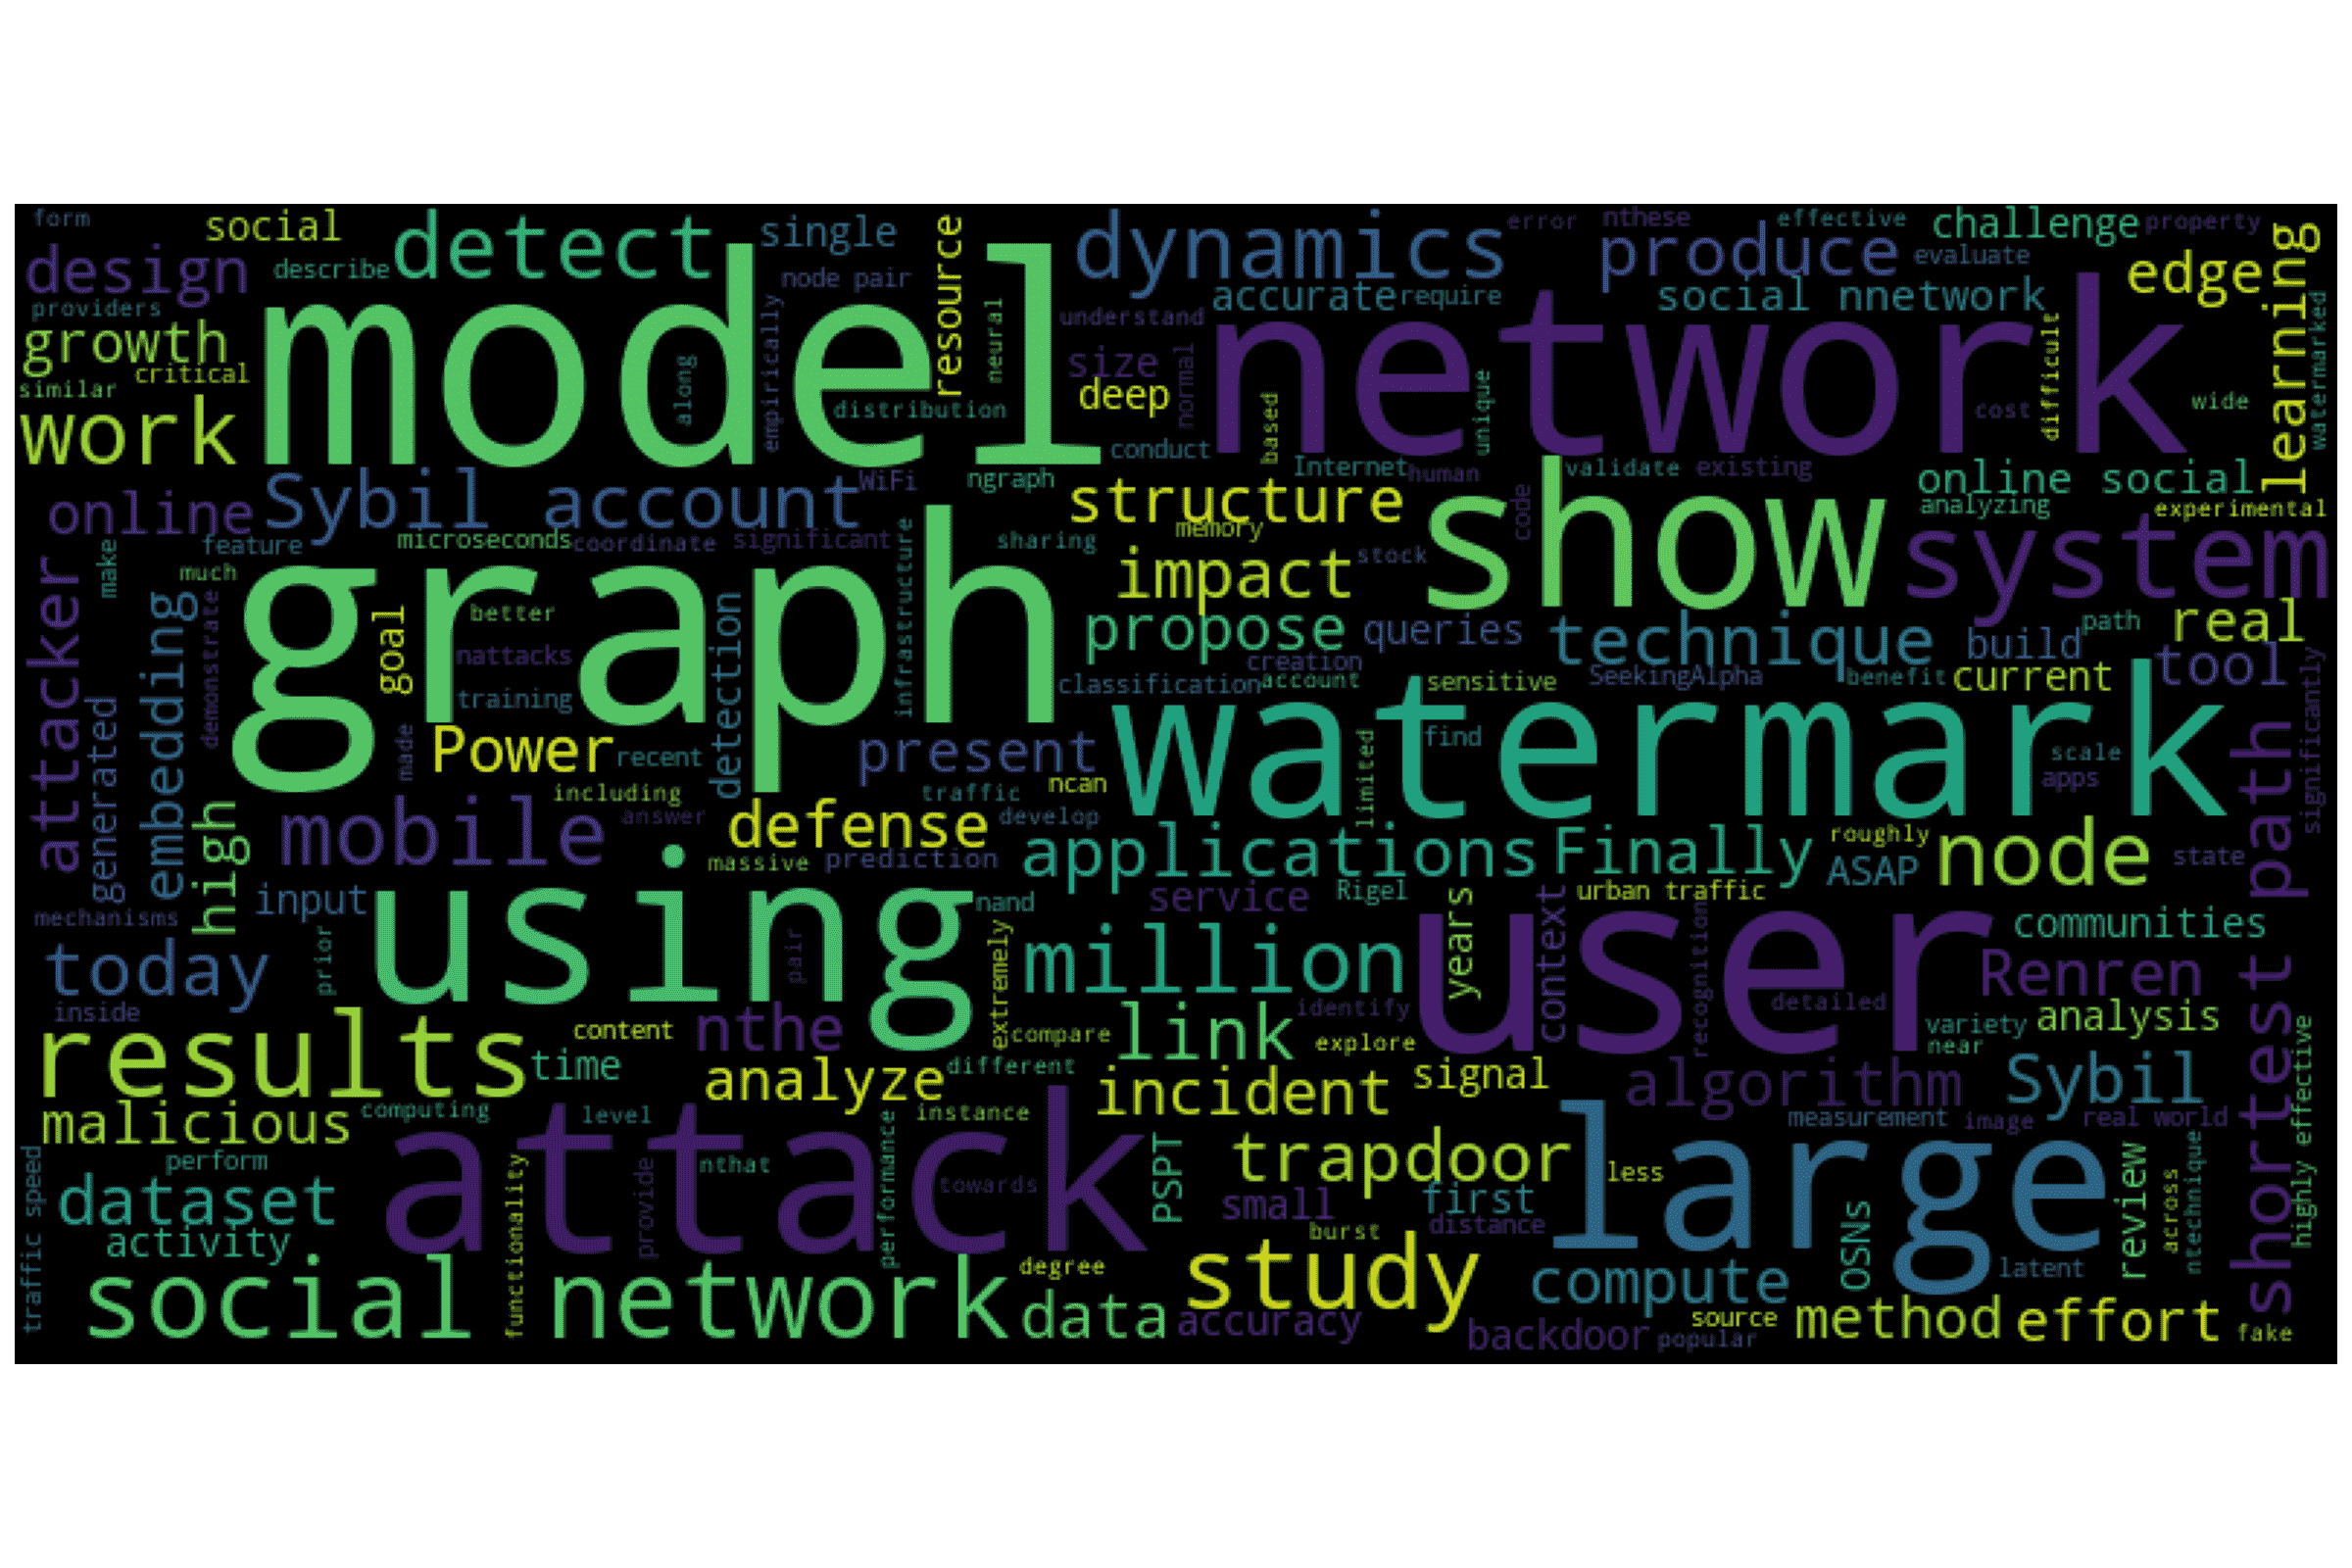 form
social
detect
single
resource
dynamics
error
nthese
effective
challenge
property
design
describe
node pair
produce
evaluate
edge
learning
providers
model
accurate
require
social nnetwork
network
watermarked
growth
along
empirically
neural
understand
size
normal
difficult
similar
critical
distribution
deep
unique
cost
wide
work
conduct
based
Internet
human
validate
existing
online social
online
Sybil account
WiFi
ngraph
structure
code
show
analyzing
experimental
make
feature
microseconds
coordinate
significant
infrastructure
sharing
memory
stock
system
attacker
much
graph
impact
embedding
demonstrate
goal
better
detection
propose
queries
technique
build
path
real
nattacks
creation
tool
training
classification
account
sensitive
SeekingAlpha
benefit
current
significantly
generated
made
Power
recent
present
watermark
limited
find
scale
apps
shortest path
including
traffic
ncan
high
mobile
answer
defense
develop
applications
Finally
roughly
ASAP
node
state
massive
prediction
mechanisms
input
using
nand
service
Rigel
years
context
urban traffic
user
recognition
communities
today
prior
pair
extremely
million
Renren
inside
content
nthe
compare
identify
detailed
results
time
link
explore
variety
analysis
near
highly effective
analyze
different
incident
signal
algorithm
Sybil
malicious
computing
level
performance
instance
measurement
image
real world
traffic speed
perform
functionality
attack
provide
nthat
towards
PSPT
trapdoor
less
large
review
across
ntechnique
dataset
small
first
distance
activity
burst
OSNs
social network
degree
study
compute
latent
data
accuracy
backdoor
source
popular
method
effort
fake